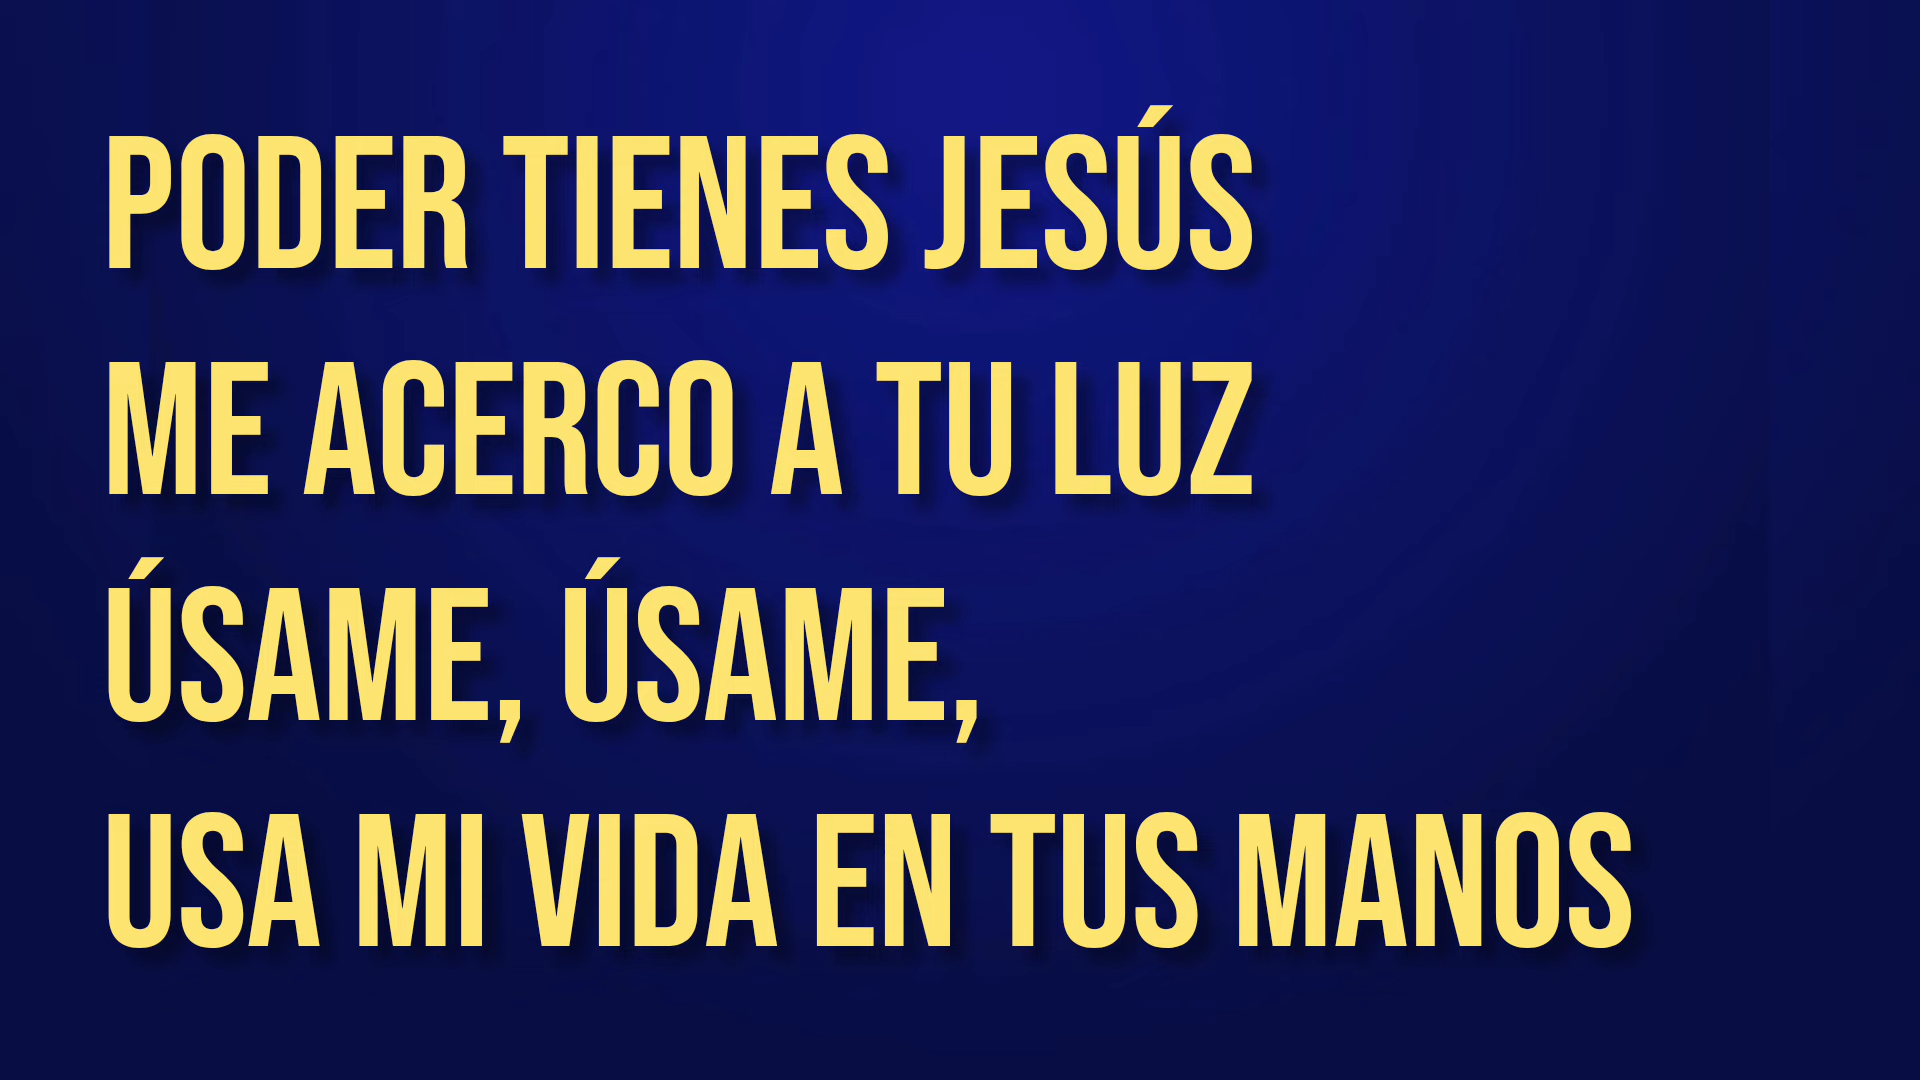 PODER TIENES JESÚS
ME ACERCO A TU LUZ
ÚSAME, ÚSAME,
USA MI VIDA EN TUS MANOS